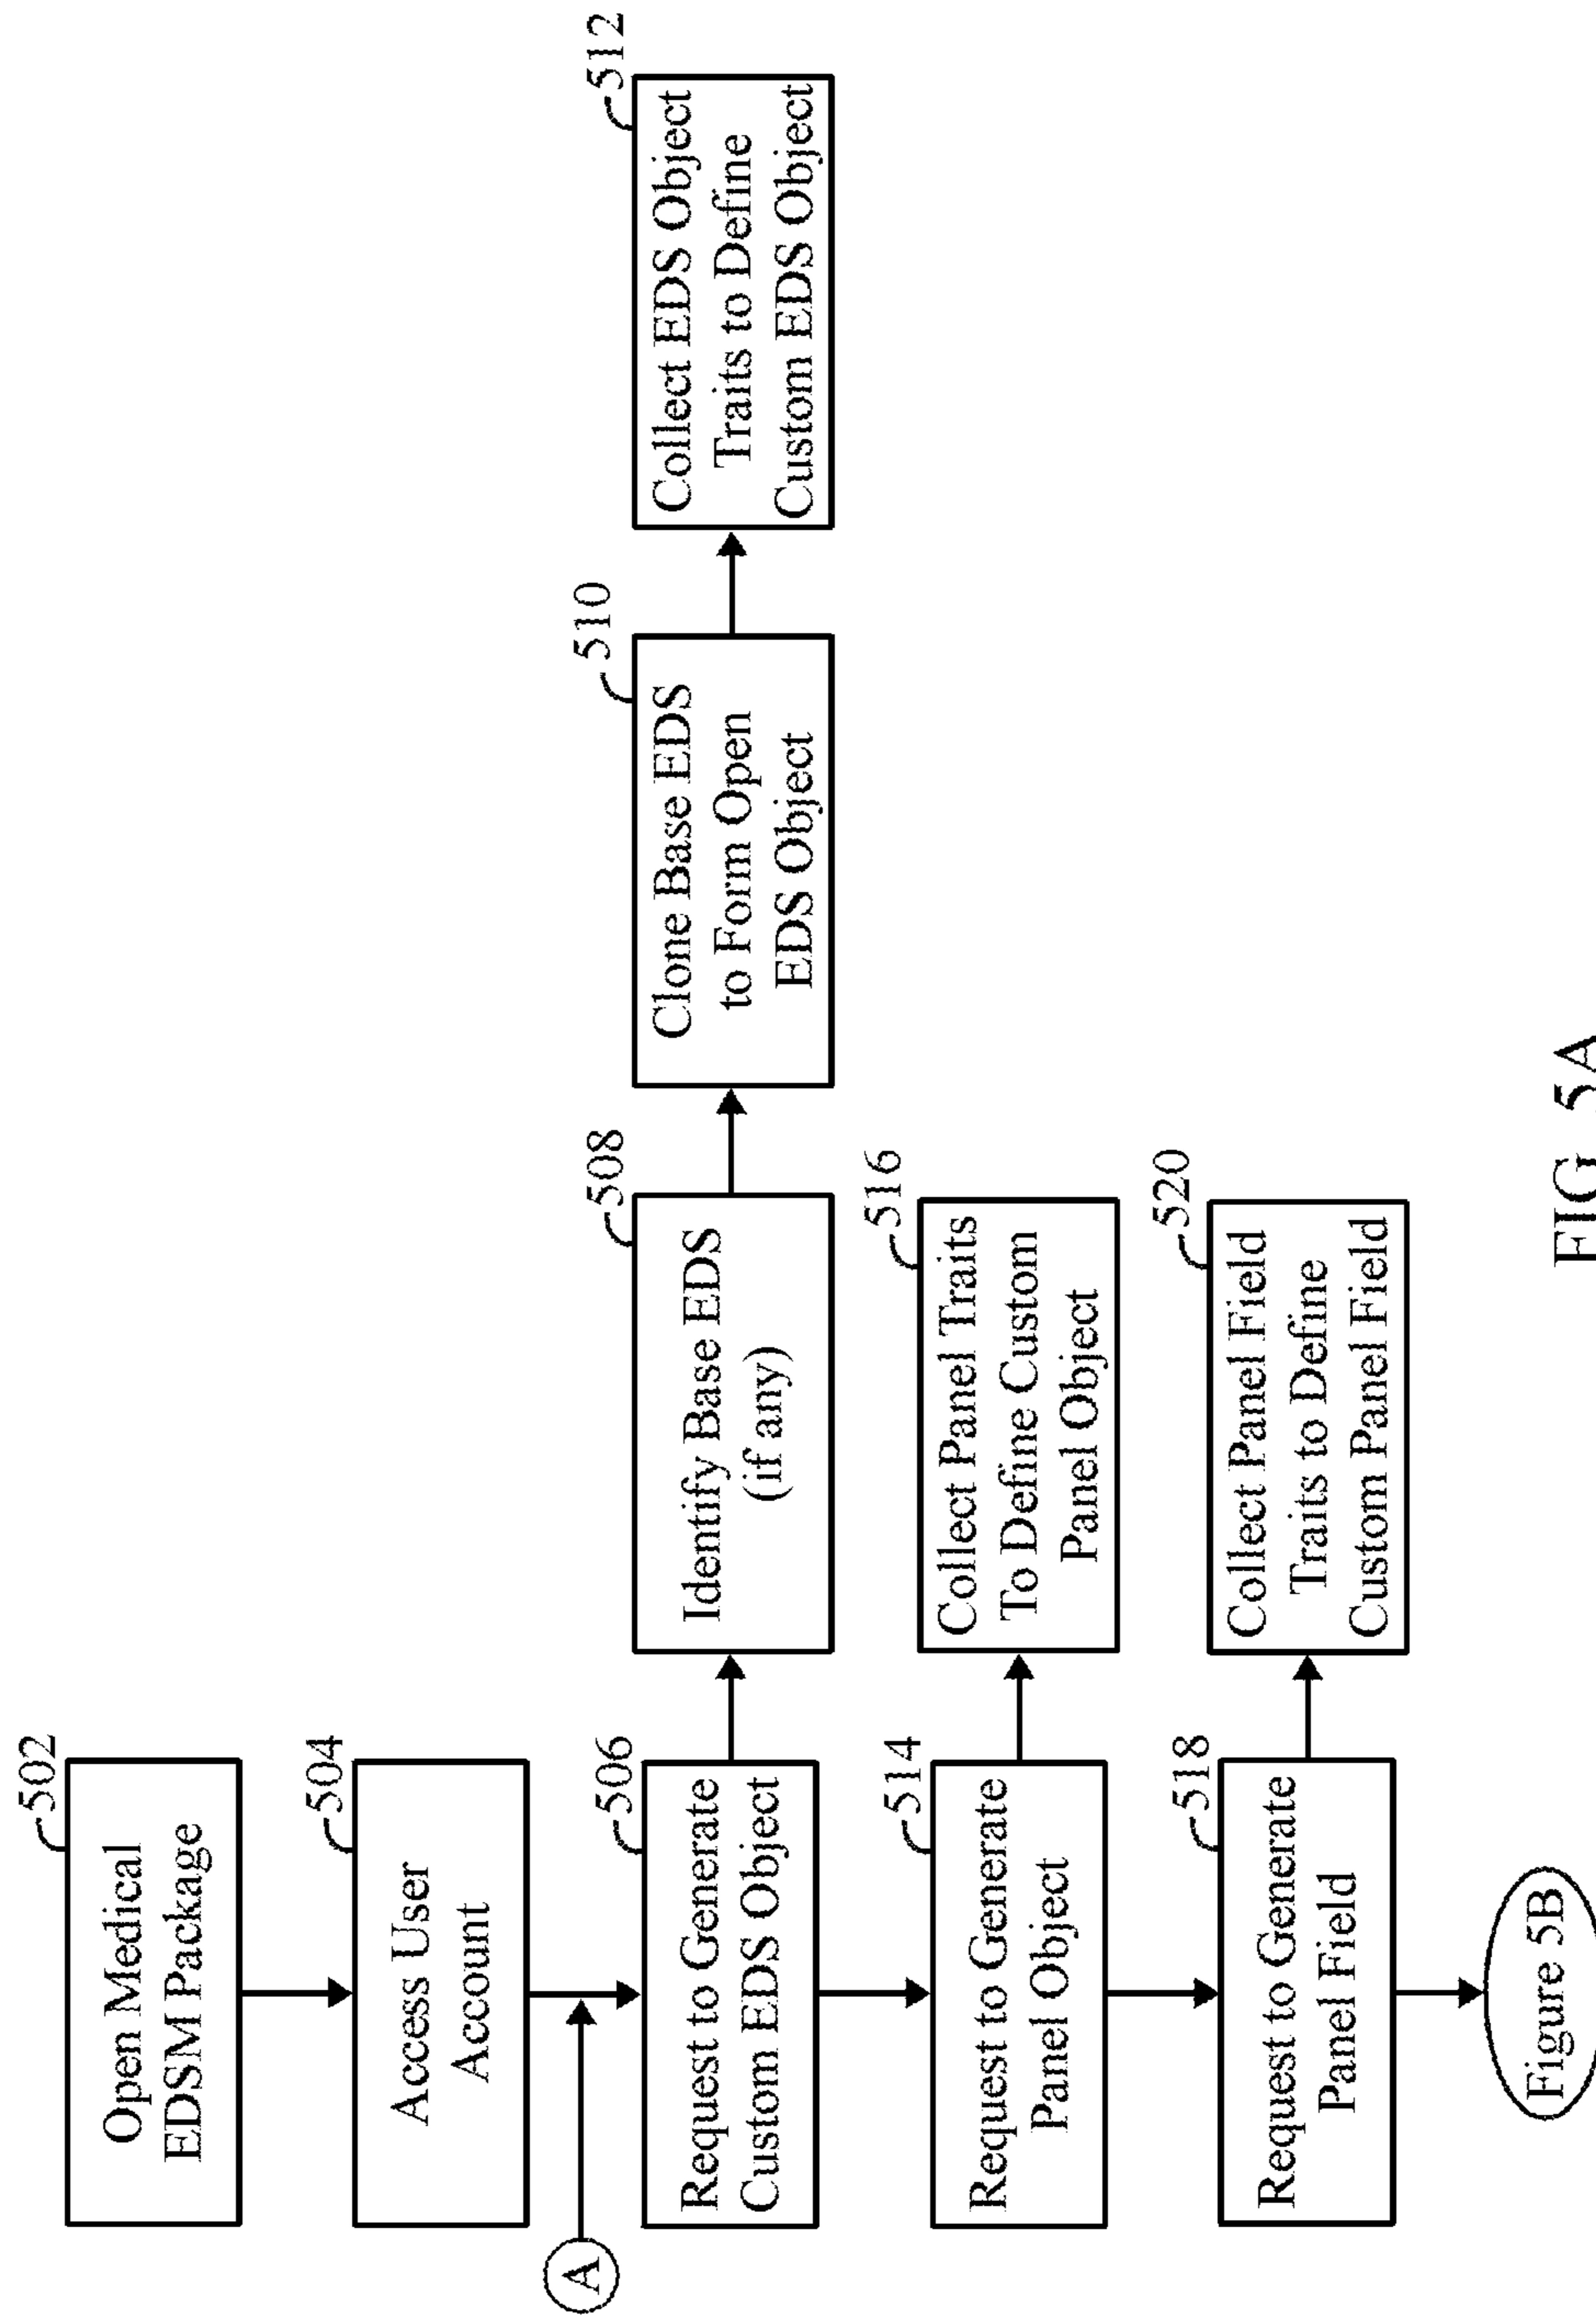 502
Open Medical
EDSM Package
504
Access User
Account
A
506
Request to Generate
Custom EDS Object
508
Identify Base EDS
(if any)
510
Clone Base EDS
to Form Open
EDS Object
512
Collect EDS Object
Traits to Define
Custom EDS Object
514
Request to Generate
Panel Object
516
Collect Panel Traits
To Define Custom
Panel Object
518
Request to Generate
Panel Field
520
Collect Panel Field
Traits to Define
Custom Panel Field
Figure 5B
FIG. 5A